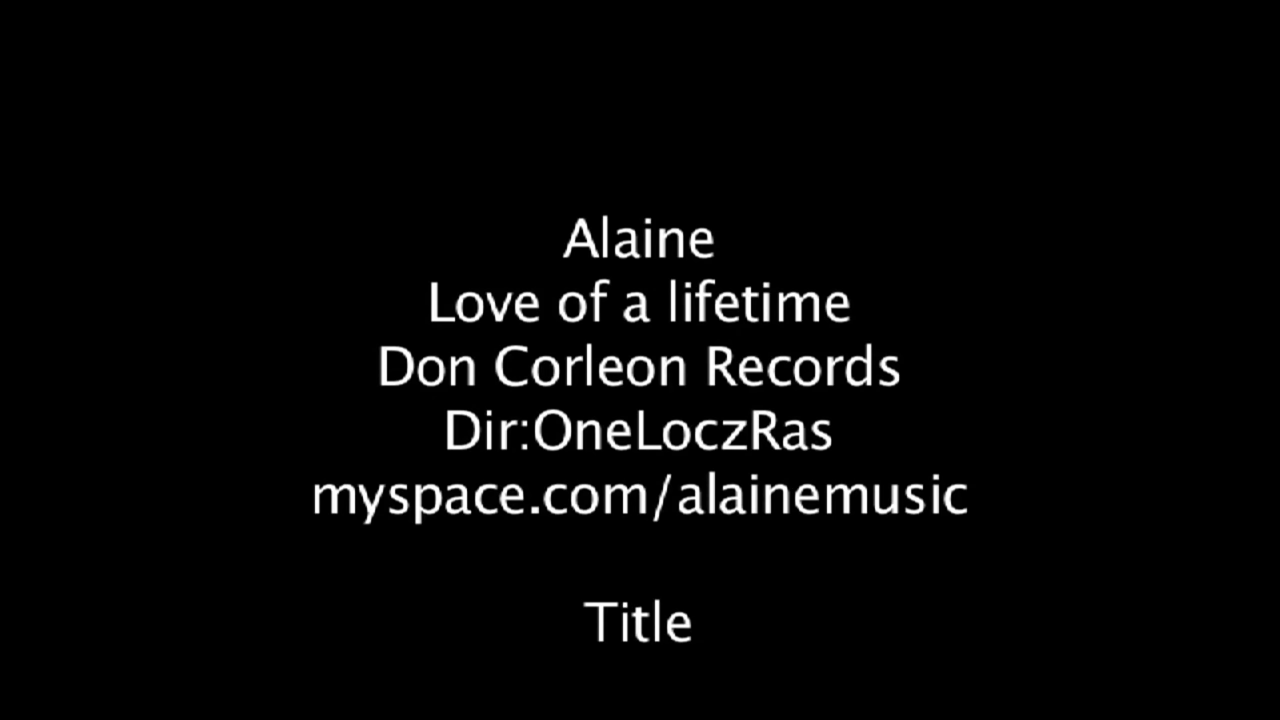 Alaine
Love of a lifetime
Don Corleon Records
Dir:OneLoczRas
myspace.com/alainemusic
Title